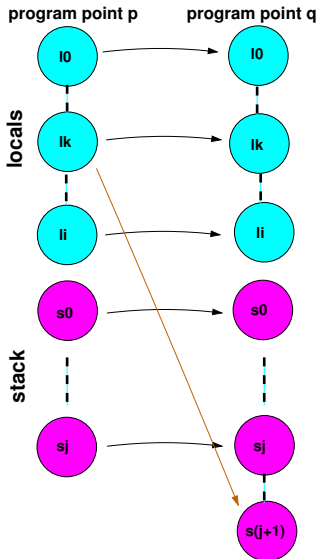 program point p
program point q
l0
l0
locals
lk
lk
li
li
s0
s0
stack
sj
sj
s(j+1)